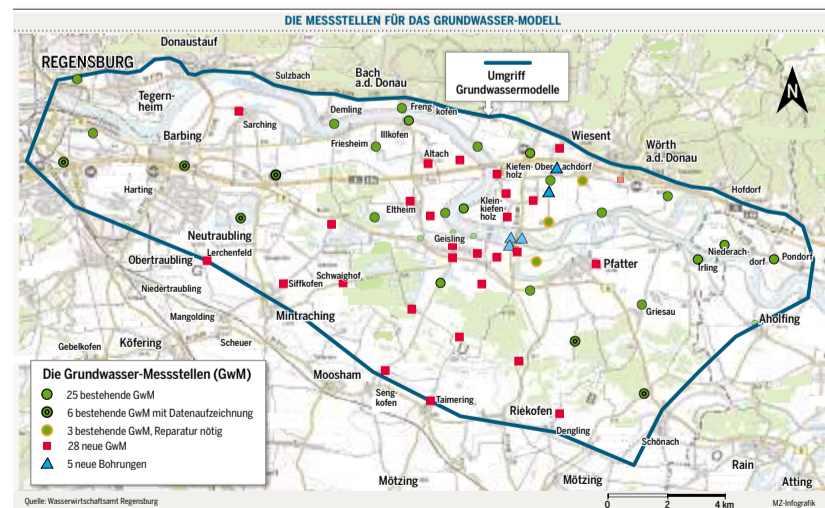 DIE MESSSTELLEN FÜR DAS GRUNDWASSER-MODELL
Donaustauf
REGENSBURG
Sulzbach
Bach
a.d. Donau
Umgriff
Grundwassermodelle
N
Tegern-
heim
Demling
Freng-
kofen
Sarching
Barbing
Illkofen
Friesheim
Wiesent
Wörth
a.d. Donau
Altach
Kiefen-
holz
Oberachdorf
Harting
Hofdorf
Eltheim
Klein-
kiefen-
holz
Neutraubling
Geisling
Lerchenfeld
Obertraubling
Niederach-
dorf
Pondorf
Irling
Pfatter
Schwaighof
Siffkofen
Niedertraubling
Mangolding
Mintraching
Griesau
Aholfing
Gebelkofen
Köfering
Scheuer
Moosham
Seng-
kofen
Taimering
Riekofen
Dengling
Schönach
Rain
Mötzing
Mötzing
Atting
Die Grundwasser-Messstellen (GwM)
25 bestehende GwM
6 bestehende GwM mit Datenaufzeichnung
3 bestehende GwM, Reparatur nötig
28 neue GwM
5 neue Bohrungen
Quelle: Wasserwirtschaftsamt Regensburg
0 2 4 km
MZ-Infografik